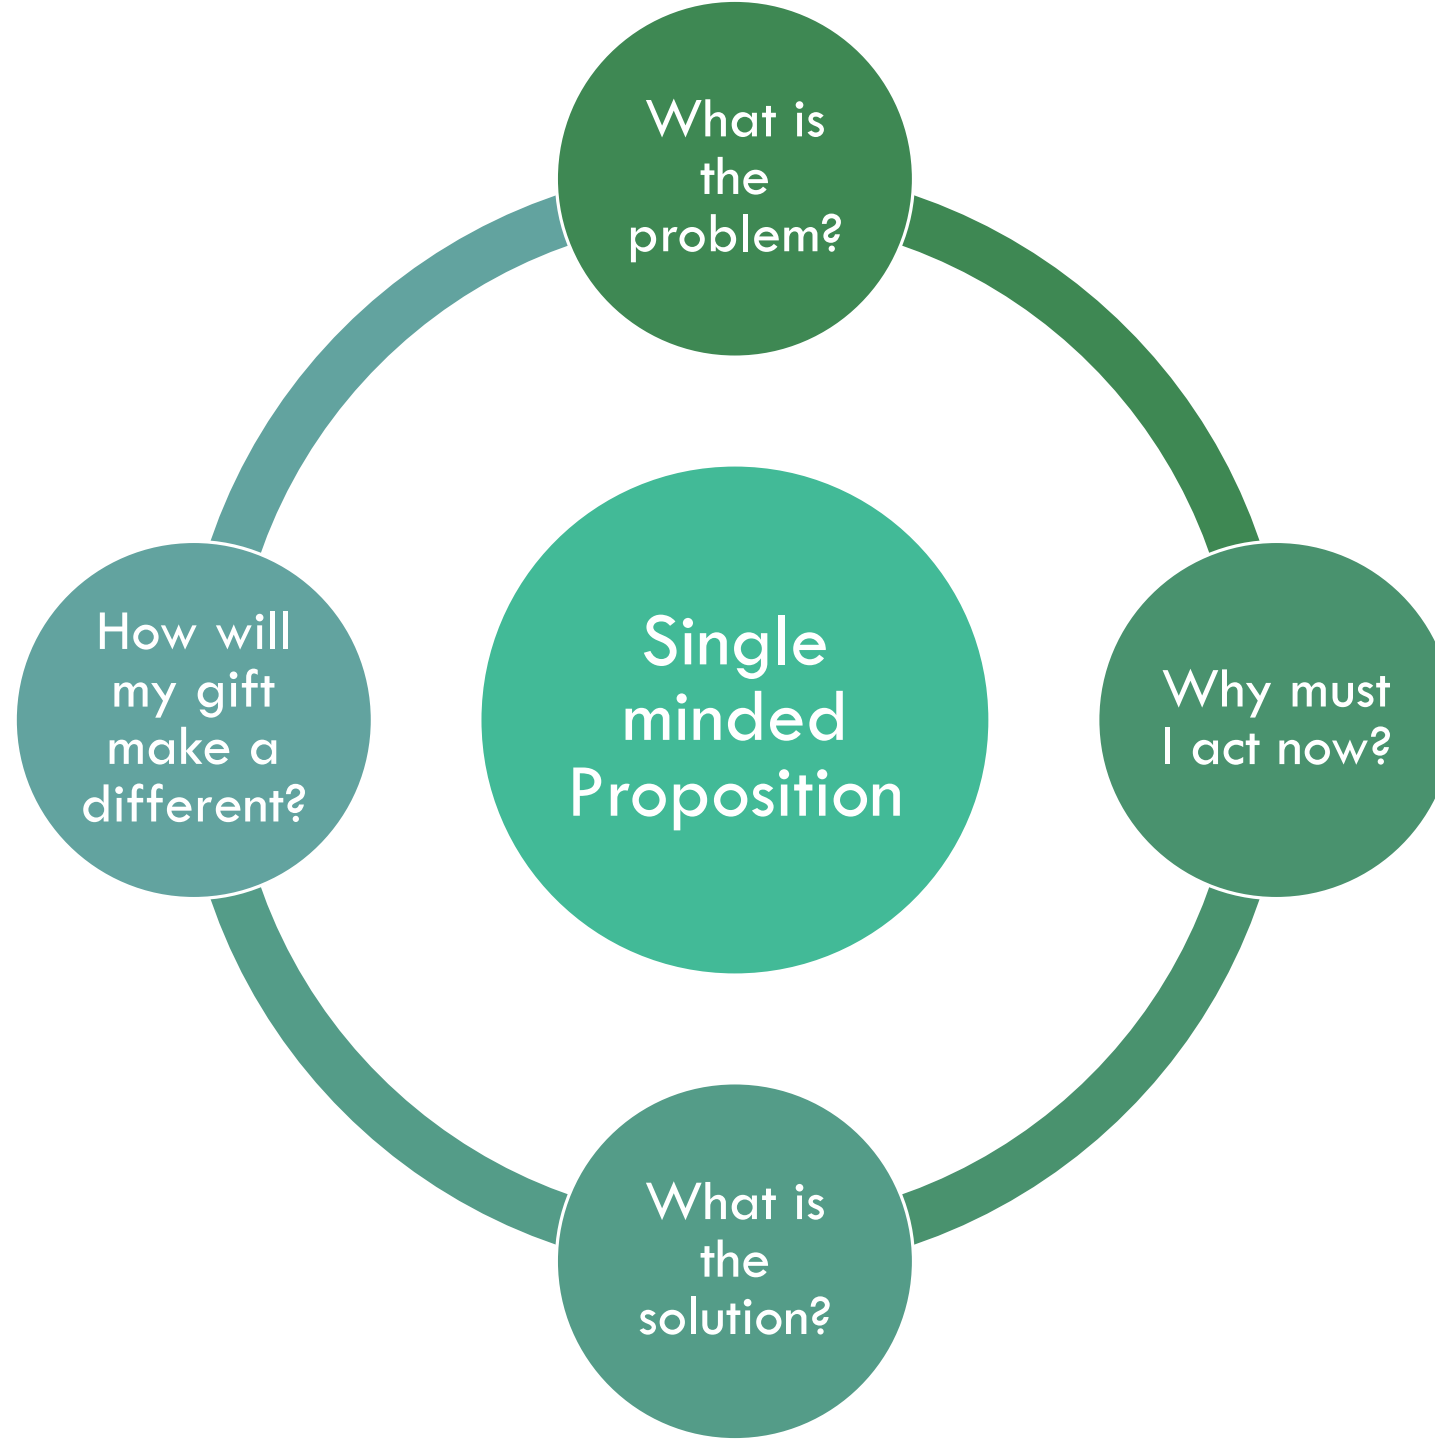 What is
the
problem?
Why must
I act now?
What is
the
solution?
How will
my gift
make a
different?
Single
minded
Proposition